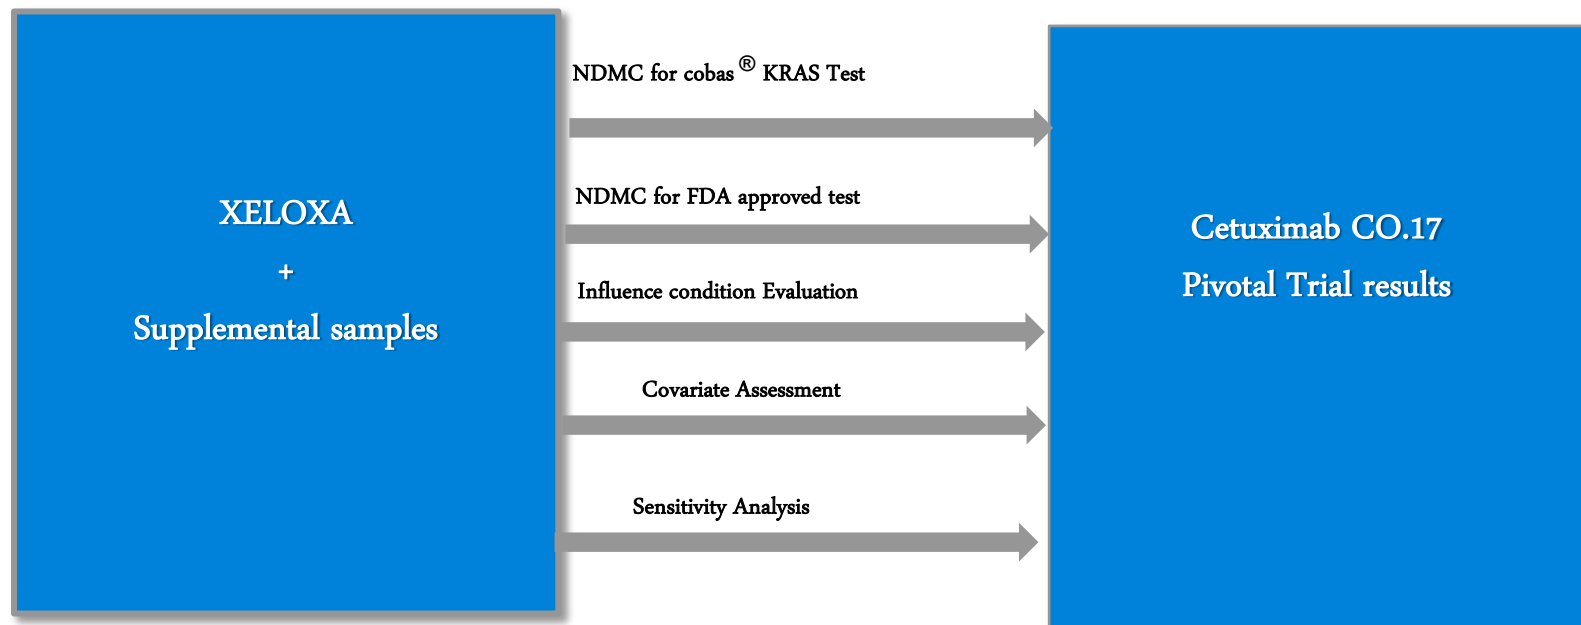 XELOXA
+
Supplemental samples
NDMC for cobas® KRAS Test
NDMC for FDA approved test
Influence condition Evaluation
Covariate Assessment
Sensitivity Analysis
Cetuximab CO.17
Pivotal Trial results